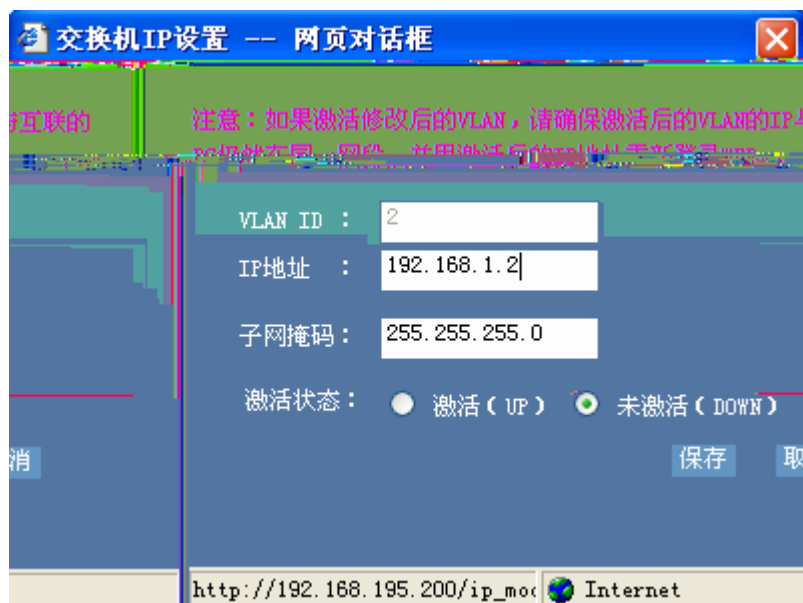 交换机IP设置 -- 网页对话框
互联的
注意：如果激活修改后的VLAN，请确保激活后的VLAN的IP与
VLAN ID ： 2
IP地址 ： 192.168.1.2
子网掩码： 255.255.255.0
激活状态： 激活(UP) 未激活(DOWN)
消 保存 取
http://192.168.195.200/ip_mo Internet